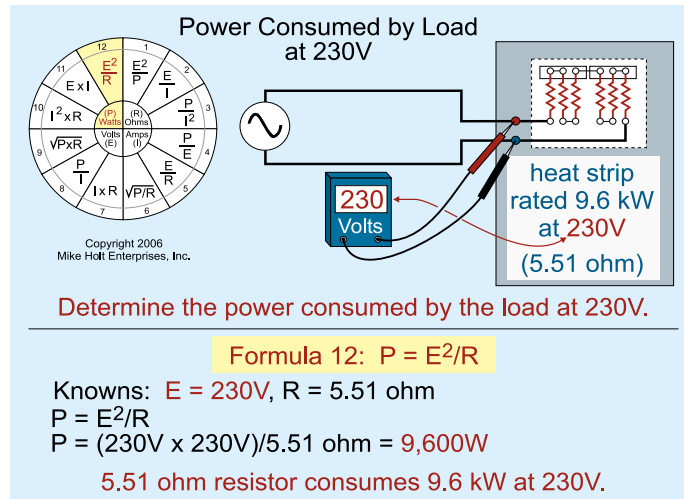 Power Consumed by Load
at 230V
12
1
2
3
4
5
6
7
8
9
10
11
E²/R
E²/P
E/I
P/I²
P/E
E/R
√P/R
I x R
P/I
√PxR
I² x R
E x I
(P)
Watts
(R)
Ohms
Volts
(E)
Amps
(I)
Copyright 2006
Mike Holt Enterprises, Inc.
230
Volts
heat strip
rated 9.6 kW
at 230V
(5.51 ohm)
Determine the power consumed by the load at 230V.
Formula 12: P = E²/R
Knowns: E = 230V, R = 5.51 ohm
P = E²/R
P = (230V x 230V)/5.51 ohm = 9,600W
5.51 ohm resistor consumes 9.6 kW at 230V.